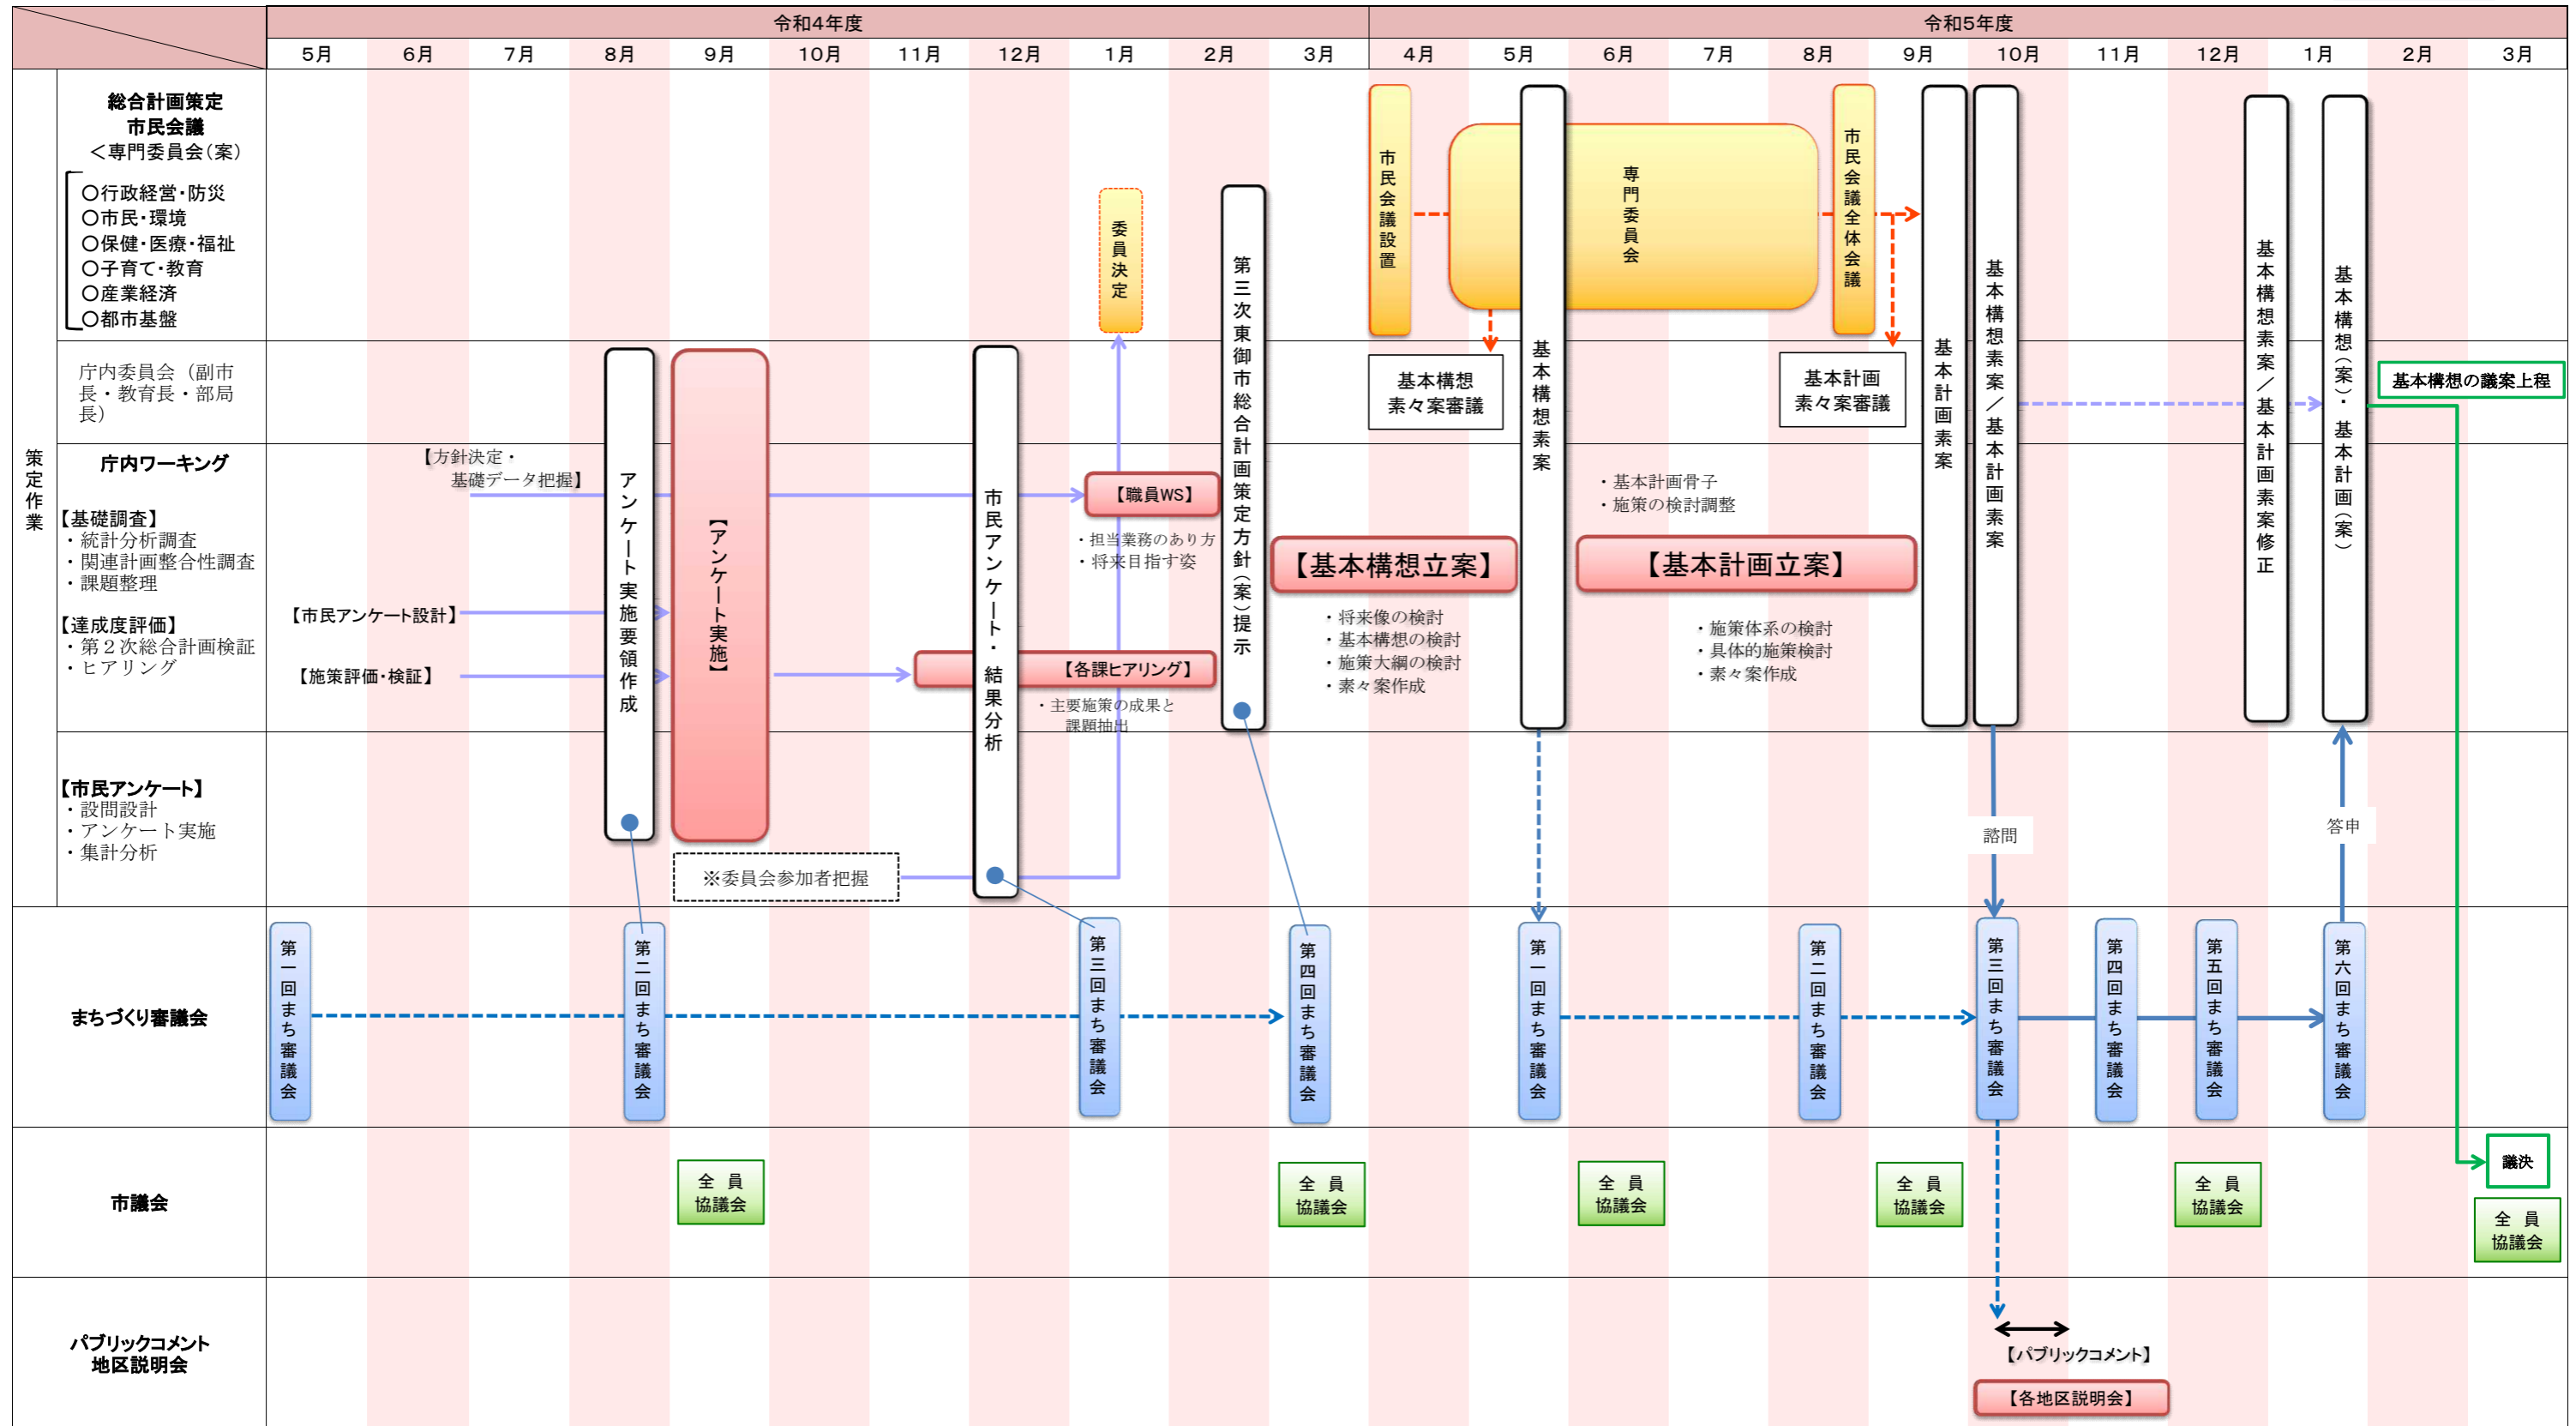 令和4年度
令和5年度
5月
6月
7月
8月
9月
10月
11月
12月
1月
2月
3月
4月
5月
6月
7月
8月
9月
10月
11月
12月
1月
2月
3月
策定作業
総合計画策定
市民会議
＜専門委員会（案）
○行政経営・防災
○市民・環境
○保健・医療・福祉
○子育て・教育
○産業経済
○都市基盤
委員決定
市民会議設置
専門委員会
市民会議全体会議
庁内委員会（副市
長・教育長・部局
長）
基本構想
素々案審議
基本計画
素々案審議
基本構想の議案上程
庁内ワーキング
【基礎調査】
・統計分析調査
・関連計画整合性調査
・課題整理
【達成度評価】
・第２次総合計画検証
・ヒアリング
【方針決定・
基礎データ把握】
【市民アンケート設計】
【施策評価・検証】
アンケート実施要領作成
【アンケート実施】
市民アンケート・結果分析
【職員WS】
・担当業務のあり方
・将来目指す姿
【各課ヒアリング】
・主要施策の成果と
課題抽出
第三次東御市総合計画策定方針（案）提示
【基本構想立案】
・将来像の検討
・基本構想の検討
・施策大綱の検討
・素々案作成
基本構想素案
・基本計画骨子
・施策の検討調整
【基本計画立案】
・施策体系の検討
・具体的施策検討
・素々案作成
基本計画素案
基本構想素案／基本計画素案
基本構想素案／基本計画素案修正
基本構想（案）・基本計画（案）
【市民アンケート】
・設問設計
・アンケート実施
・集計分析
※委員会参加者把握
諮問
答申
まちづくり審議会
第一回まち審議会
第二回まち審議会
第三回まち審議会
第四回まち審議会
第一回まち審議会
第二回まち審議会
第三回まち審議会
第四回まち審議会
第五回まち審議会
第六回まち審議会
市議会
全　員
協議会
全　員
協議会
全　員
協議会
全　員
協議会
全　員
協議会
議決
全　員
協議会
パブリックコメント
地区説明会
【パブリックコメント】
【各地区説明会】